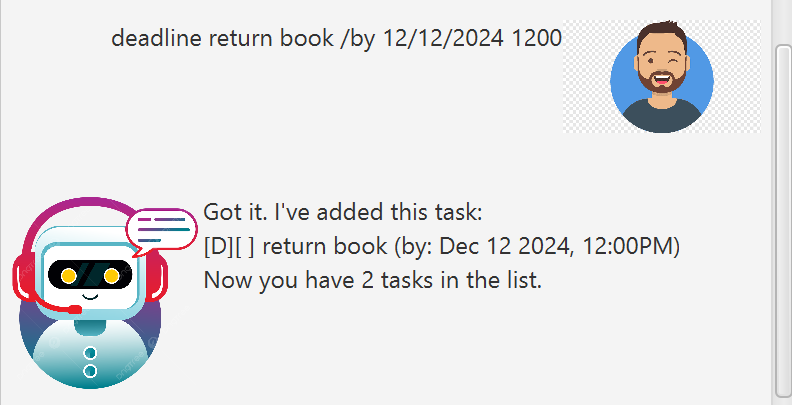 deadline return book /by 12/12/2024 1200
Got it. I've added this task:
[D][ ] return book (by: Dec 12 2024, 12:00PM)
Now you have 2 tasks in the list.